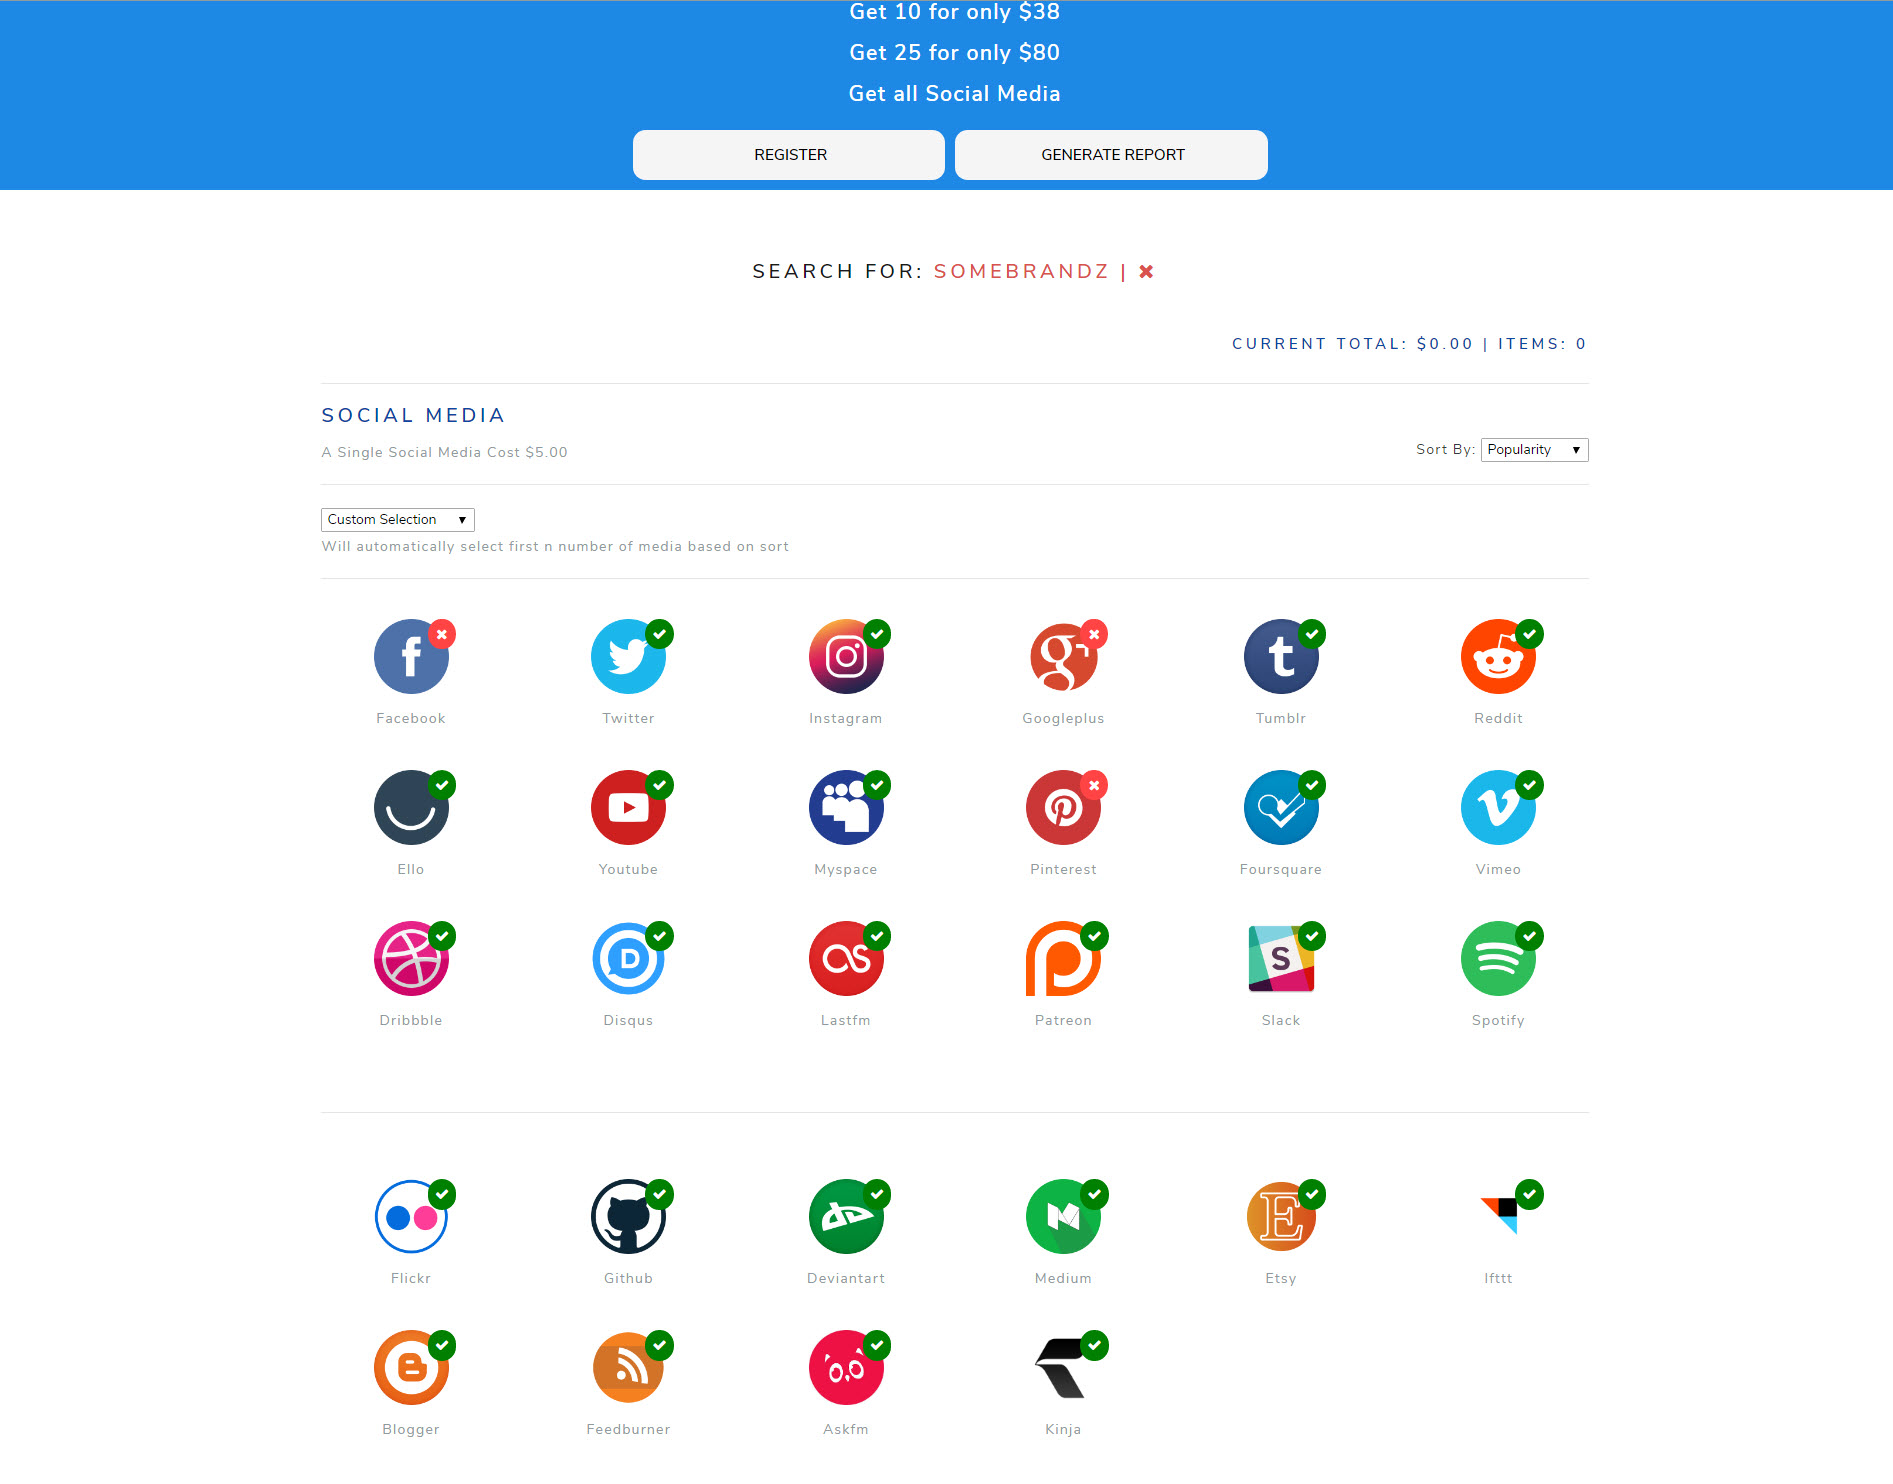 Get 10 for only $38
Get 25 for only $80
Get all Social Media
REGISTER
GENERATE REPORT
SEARCH FOR: SOMEBRANDZ |
CURRENT TOTAL: $0.00 | ITEMS: 0
SOCIAL MEDIA
A Single Social Media Cost $5.00
Sort By: Popularity
Custom Selection
Will automatically select first n number of media based on sort
Facebook
Twitter
Instagram
Googleplus
Tumblr
Reddit
Ello
Youtube
Myspace
Pinterest
Foursquare
Vimeo
Dribbble
Disqus
Lastfm
Patreon
Slack
Spotify
Flickr
Github
Deviantart
Medium
Etsy
Ifttt
Blogger
Feedburner
Askfm
Kinja